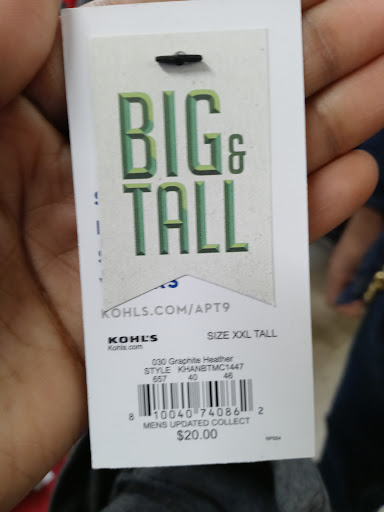 BIG &
TALL
KOHLS.COM/APT9
KOHL'S
Kohls.com
SIZE XXL TALL
030 Graphite Heather
STYLE KHANBTMC1447
657 40 46
8 10040 74086 2
MENS UPDATED COLLECT
$20.00